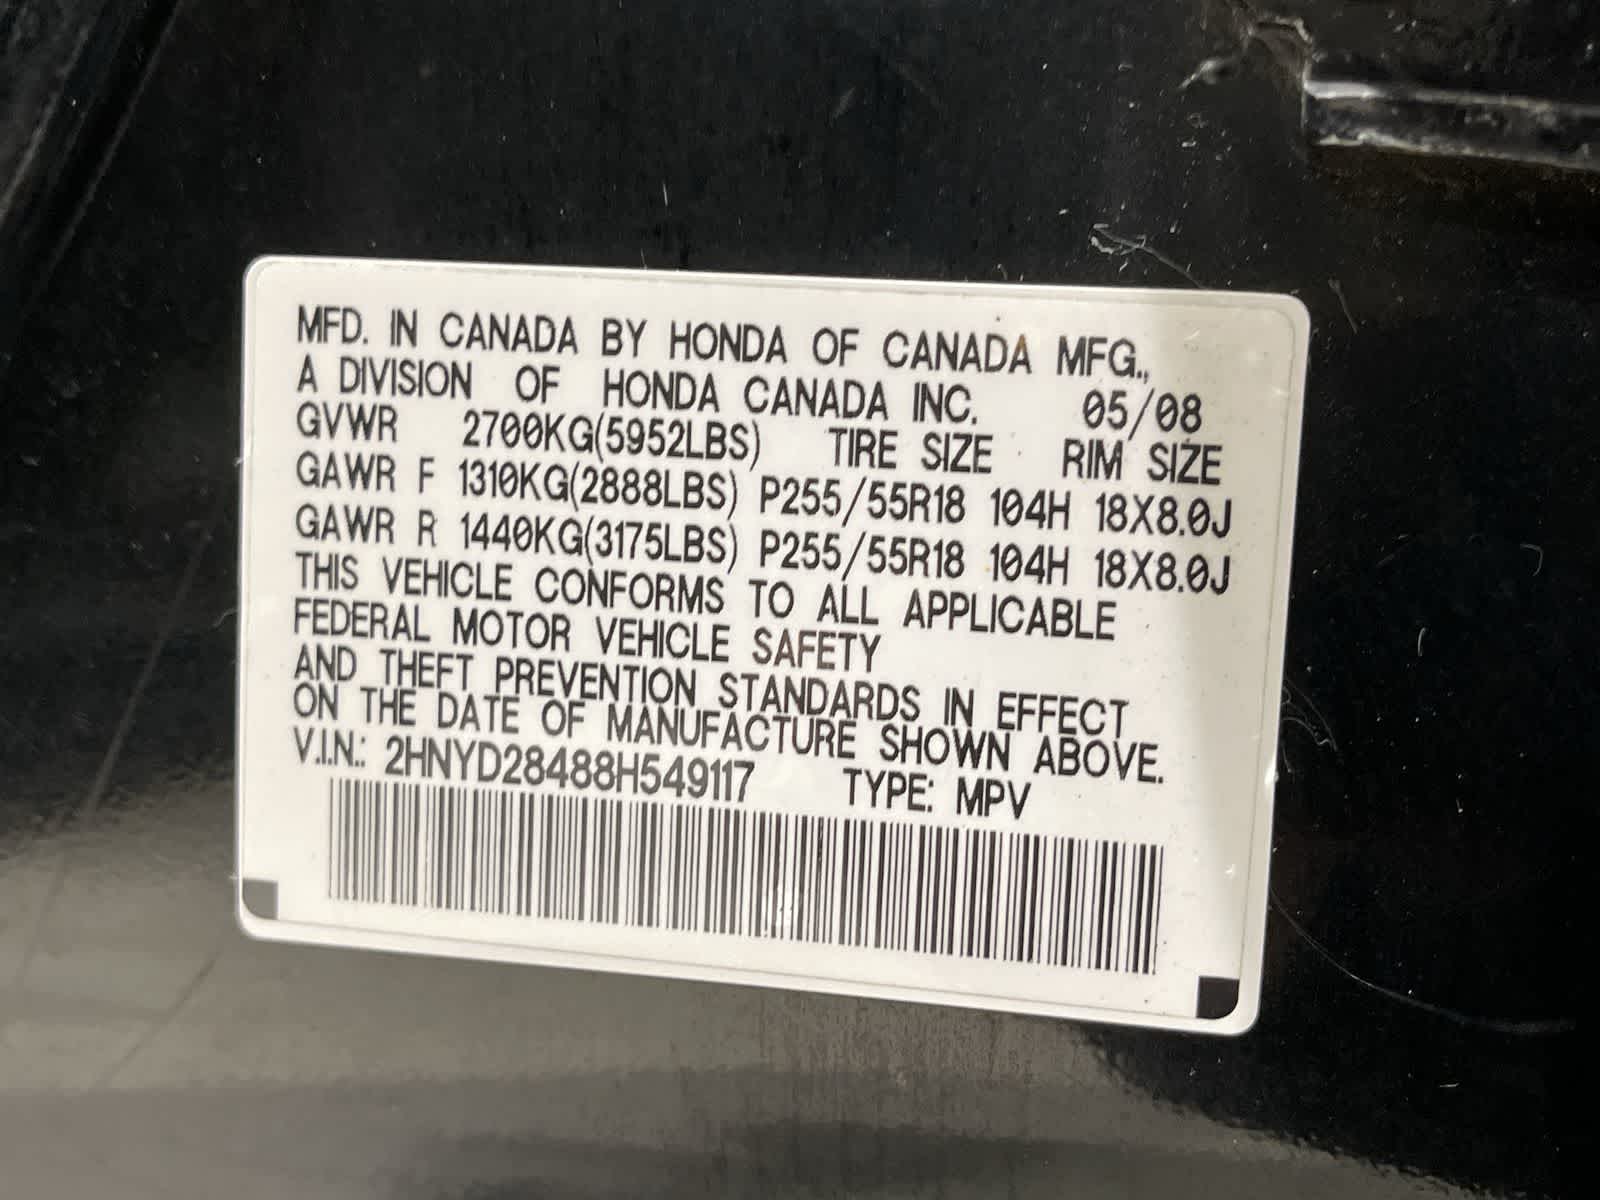 MFD. IN CANADA BY HONDA OF CANADA MFG.,
A DIVISION OF HONDA CANADA INC. 05/08
GVWR 2700KG(5952LBS) TIRE SIZE RIM SIZE
GAWR F 1310KG(2888LBS) P255/55R18 104H 18X8.0J
GAWR R 1440KG(3175LBS) P255/55R18 104H 18X8.0J
THIS VEHICLE CONFORMS TO ALL APPLICABLE
FEDERAL MOTOR VEHICLE SAFETY
AND THEFT PREVENTION STANDARDS IN EFFECT
ON THE DATE OF MANUFACTURE SHOWN ABOVE.
V.I.N.: 2HNYD28488H549117 TYPE: MPV